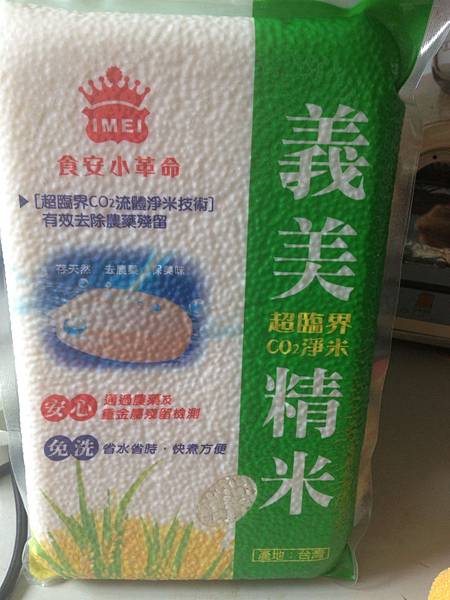 IMEI
食安小革命
▶[超臨界CO2流體淨米技術]
有效去除農藥殘留
存天然 去農藥 保美味
安心 通過農藥及
重金屬殘留檢測
免洗 省水省時·快煮方便
義美
超臨界
CO2淨米
精米
產地:台灣